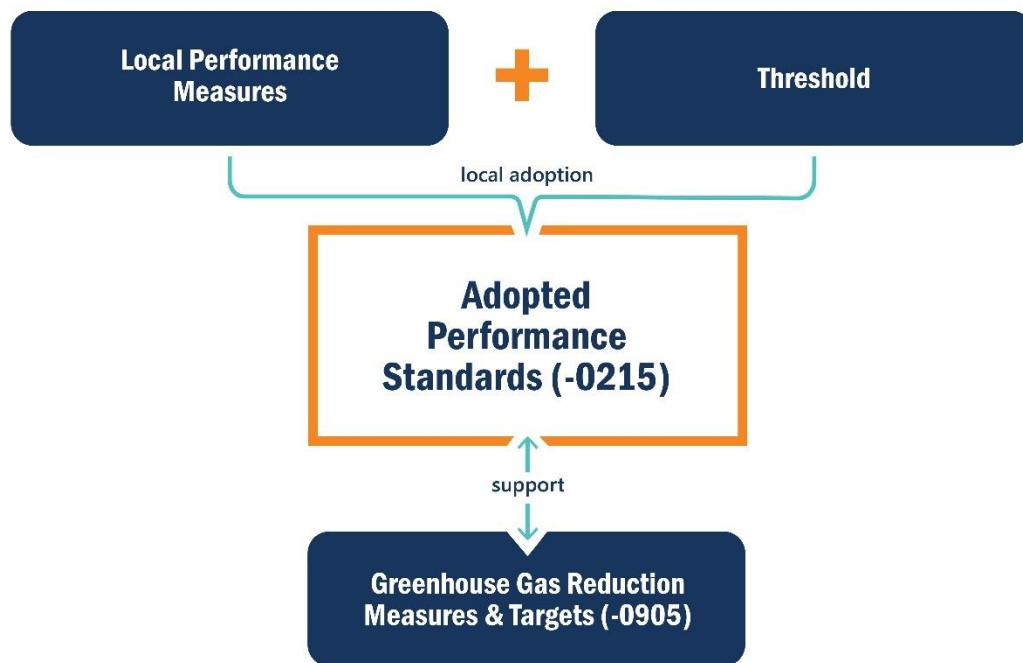 Local Performance
Measures
Threshold
local adoption
Adopted
Performance
Standards (-0215)
support
Greenhouse Gas Reduction
Measures & Targets (-0905)